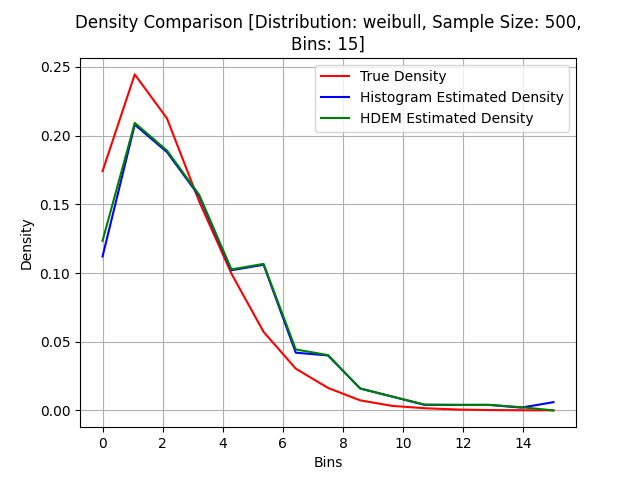 Density Comparison [Distribution: weibull, Sample Size: 500,
Bins: 15]
True Density
Histogram Estimated Density
HDEM Estimated Density
Density
0.25
0.20
0.15
0.10
0.05
0.00
0 2 4 6 8 10 12 14
Bins